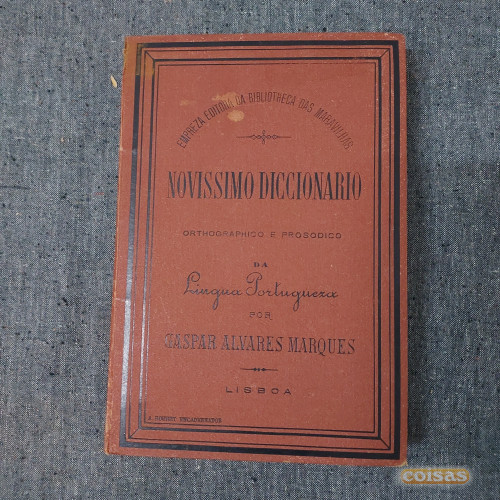 EMPREZA EDITORA DA BIBLIOTHECA DAS MARAVILHAS
NOVISSIMO DICCIONARIO
ORTHOGRAPHICO E PROSODICO
DA
Lingua Portugueza
POR
GASPAR ALVARES MARQUES
LISBOA
ENCADERNADOR
coisas